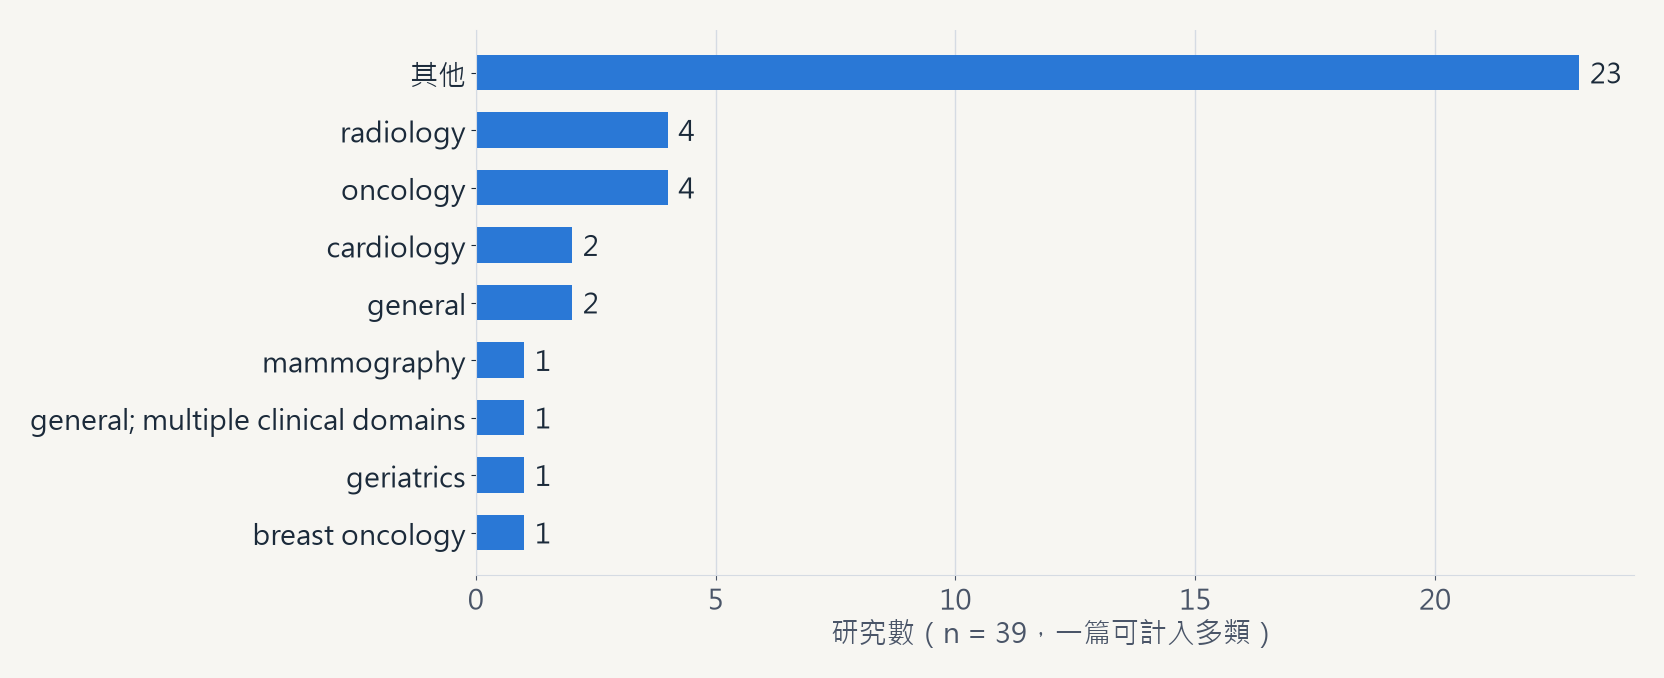 其他 23
radiology 4
oncology 4
cardiology 2
general 2
mammography 1
general; multiple clinical domains 1
geriatrics 1
breast oncology 1
0 5 10 15 20
研究數 ( n = 39，一篇可計入多類 )